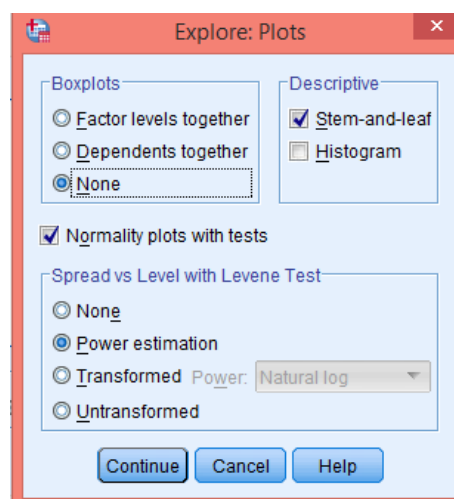 Explore: Plots
Boxplots
Factor levels together
Dependents together
None
Descriptive
Stem-and-leaf
Histogram
Normality plots with tests
Spread vs Level with Levene Test
None
Power estimation
Transformed Power: Natural log
Untransformed
Continue Cancel Help